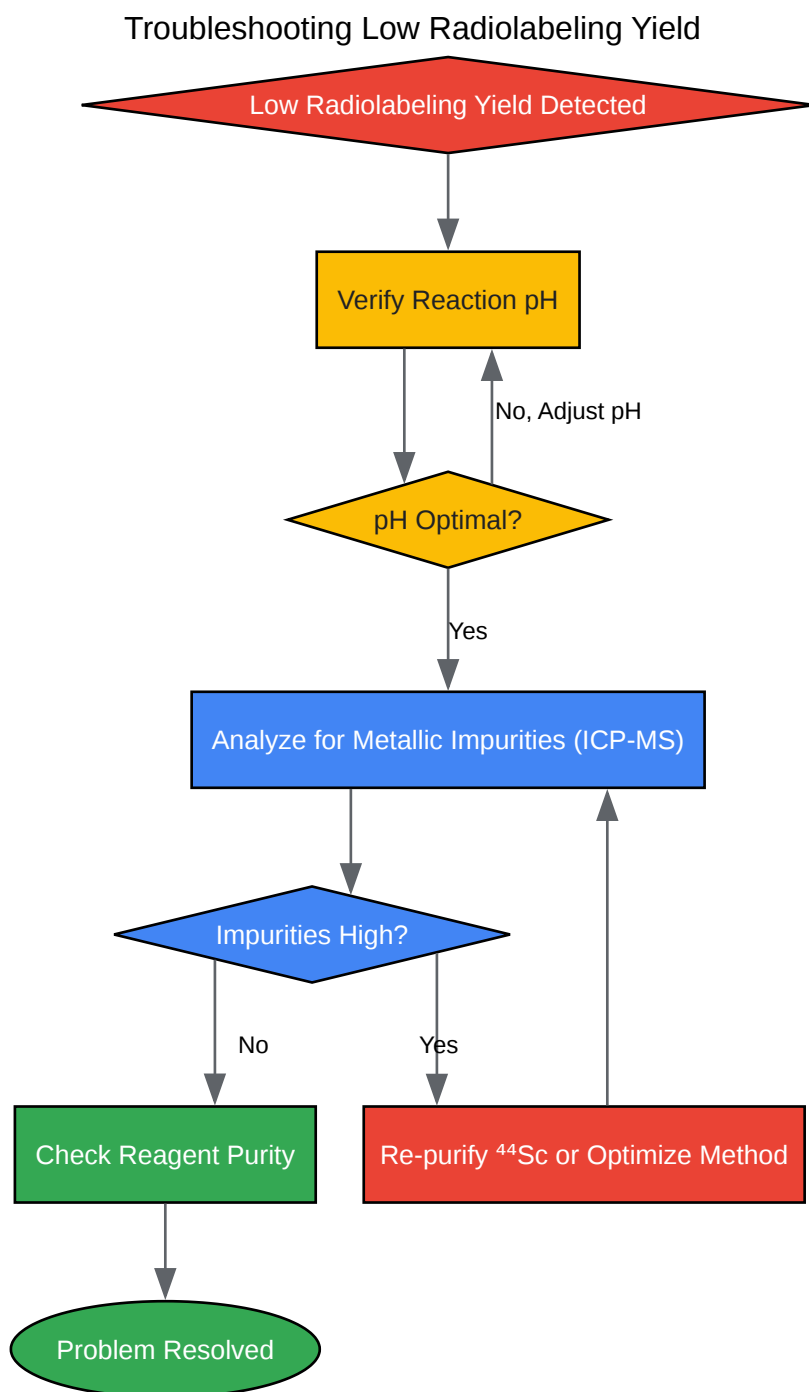 Troubleshooting Low Radiolabeling Yield
Low Radiolabeling Yield Detected
Verify Reaction pH
No, Adjust pH
pH Optimal?
Yes
Analyze for Metallic Impurities (ICP-MS)
Impurities High?
No
Yes
Check Reagent Purity
Re-purify ⁴⁴Sc or Optimize Method
Problem Resolved